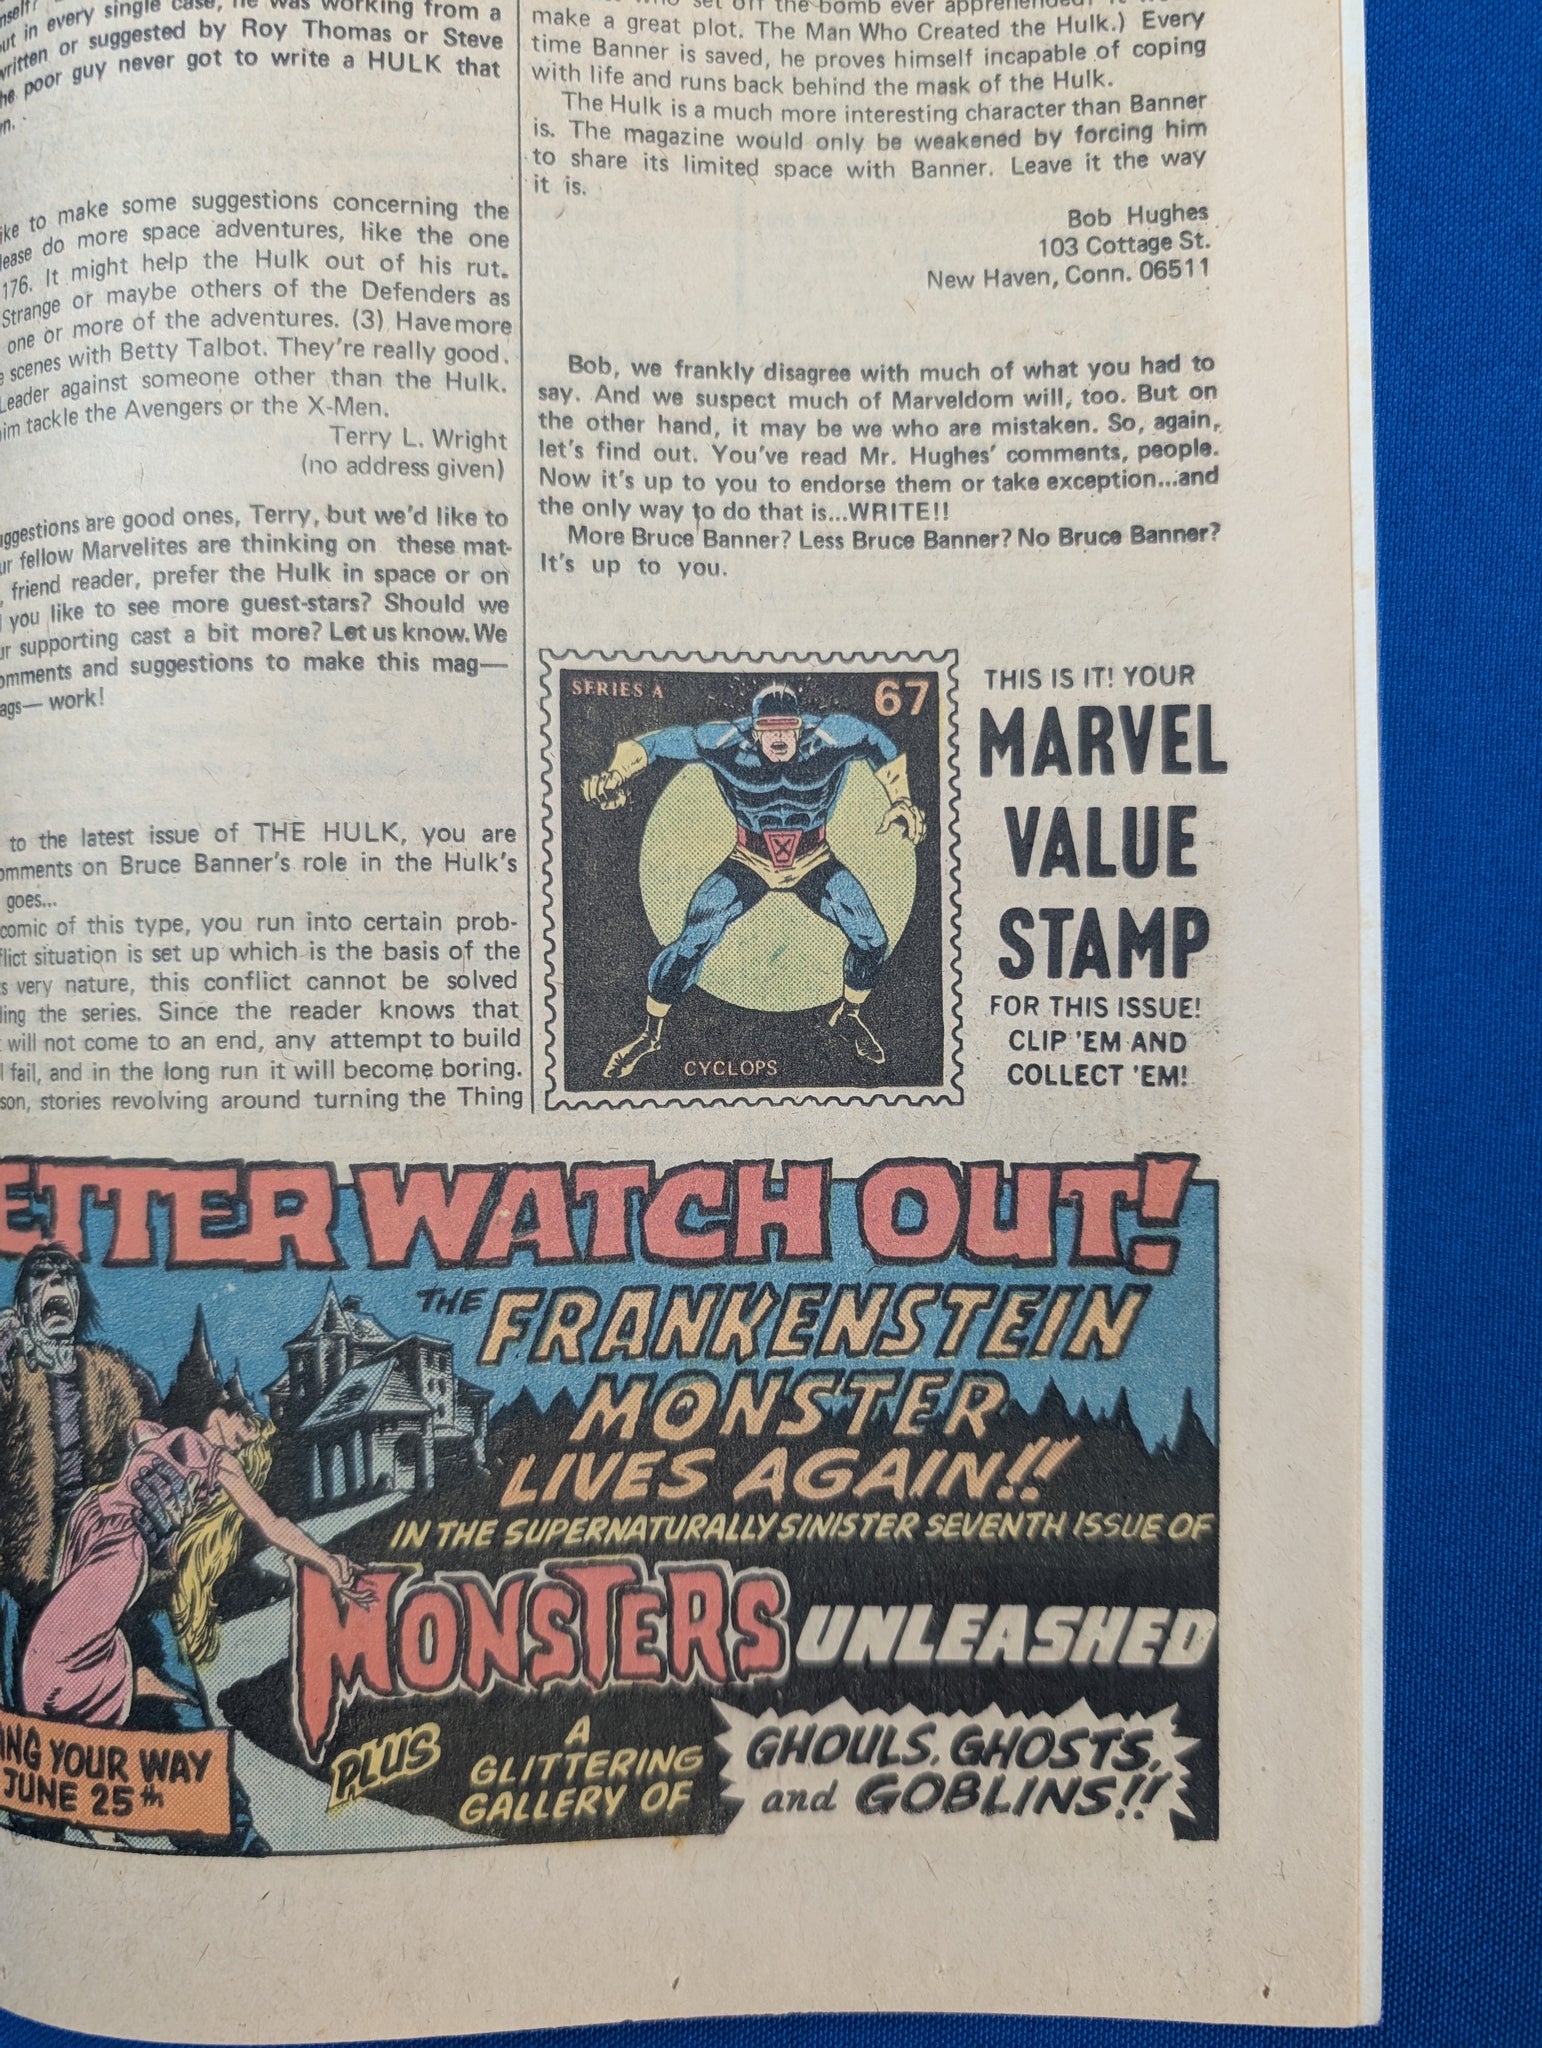 but in every single case, he was working from a
written or suggested by Roy Thomas or Steve
poor guy never got to write a HULK that
to make some suggestions concerning the
do more space adventures, like the one
176. It might help the Hulk out of his rut.
Strange or maybe others of the Defenders as
one or more of the adventures. (3) Have more
scenes with Betty Talbot. They're really good.
Leader against someone other than the Hulk.
tackle the Avengers or the X-Men.
Terry L. Wright
(no address given)
are good ones, Terry, but we'd like to
fellow Marvelites are thinking on these mat-
friend reader, prefer the Hulk in space or on
you like to see more guest-stars? Should we
supporting cast a bit more? Let us know. We
and suggestions to make this mag—
— work!
to the latest issue of THE HULK, you are
on Bruce Banner's role in the Hulk's
goes...
comic of this type, you run into certain prob-
situation is set up which is the basis of the
very nature, this conflict cannot be solved
the series. Since the reader knows that
will not come to an end, any attempt to build
fail, and in the long run it will become boring.
stories revolving around turning the Thing
set off the bomb ever apprehended?
make a great plot. The Man Who Created the Hulk.) Every
time Banner is saved, he proves himself incapable of coping
with life and runs back behind the mask of the Hulk.
The Hulk is a much more interesting character than Banner
is. The magazine would only be weakened by forcing him
to share its limited space with Banner. Leave it the way
it is.
Bob Hughes
103 Cottage St.
New Haven, Conn. 06511
Bob, we frankly disagree with much of what you had to
say. And we suspect much of Marveldom will, too. But on
the other hand, it may be we who are mistaken. So, again,
let's find out. You've read Mr. Hughes' comments, people.
Now it's up to you to endorse them or take exception...and
the only way to do that is...WRITE!!
More Bruce Banner? Less Bruce Banner? No Bruce Banner?
It's up to you.
SERIES A
67
X
CYCLOPS
THIS IS IT! YOUR
MARVEL
VALUE
STAMP
FOR THIS ISSUE!
CLIP 'EM AND
COLLECT 'EM!
ETTER WATCH OUT!
THE FRANKENSTEIN
MONSTER
LIVES AGAIN!!
IN THE SUPERNATURALLY SINISTER SEVENTH ISSUE OF
MONSTERS UNLEASHED
ING YOUR WAY
JUNE 25th
PLUS
A
GLITTERING
GALLERY OF
GHOULS, GHOSTS,
and GOBLINS!!